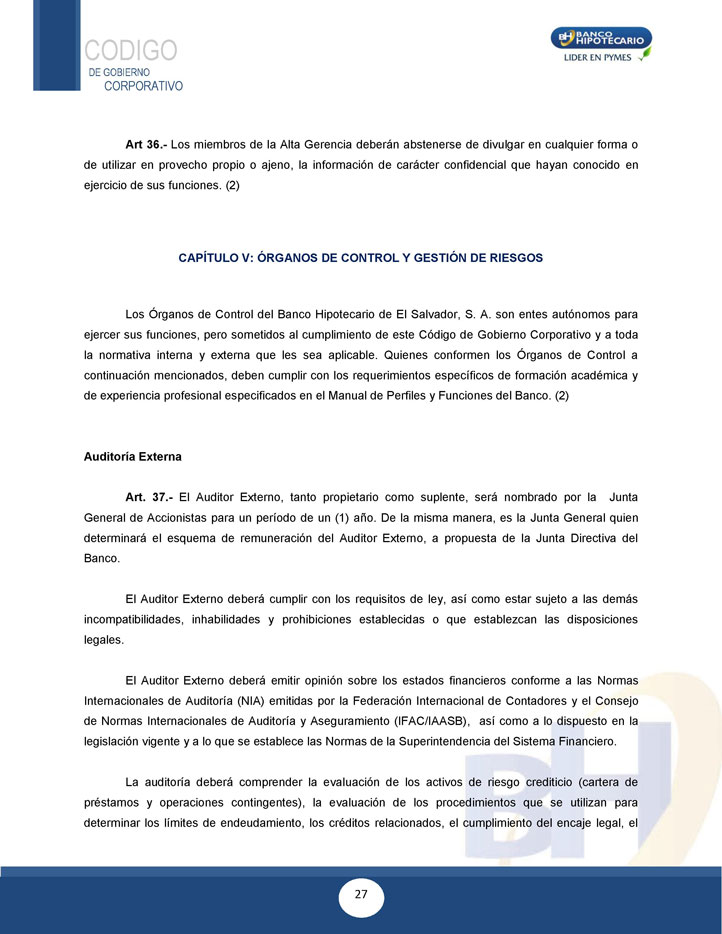 CODIGO
DE GOBIERNO
CORPORATIVO
BH BANCO
HIPOTECARIO
LIDER EN PYMES
Art 36.- Los miembros de la Alta Gerencia deberán abstenerse de divulgar en cualquier forma o
de utilizar en provecho propio o ajeno, la información de carácter confidencial que hayan conocido en
ejercicio de sus funciones. (2)
CAPÍTULO V: ÓRGANOS DE CONTROL Y GESTIÓN DE RIESGOS
Los Órganos de Control del Banco Hipotecario de El Salvador, S. A. son entes autónomos para
ejercer sus funciones, pero sometidos al cumplimiento de este Código de Gobierno Corporativo y a toda
la normativa interna y externa que les sea aplicable. Quienes conformen los Órganos de Control a
continuación mencionados, deben cumplir con los requerimientos específicos de formación académica y
de experiencia profesional especificados en el Manual de Perfiles y Funciones del Banco. (2)
Auditoría Externa
Art. 37.- El Auditor Externo, tanto propietario como suplente, será nombrado por la Junta
General de Accionistas para un período de un (1) año. De la misma manera, es la Junta General quien
determinará el esquema de remuneración del Auditor Externo, a propuesta de la Junta Directiva del
Banco.
El Auditor Externo deberá cumplir con los requisitos de ley, así como estar sujeto a las demás
incompatibilidades, inhabilidades y prohibiciones establecidas o que establezcan las disposiciones
legales.
El Auditor Externo deberá emitir opinión sobre los estados financieros conforme a las Normas
Internacionales de Auditoría (NIA) emitidas por la Federación Internacional de Contadores y el Consejo
de Normas Internacionales de Auditoría y Aseguramiento (IFAC/IAASB), así como a lo dispuesto en la
legislación vigente y a lo que se establece las Normas de la Superintendencia del Sistema Financiero.
La auditoría deberá comprender la evaluación de los activos de riesgo crediticio (cartera de
préstamos y operaciones contingentes), la evaluación de los procedimientos que se utilizan para
determinar los límites de endeudamiento, los créditos relacionados, el cumplimiento del encaje legal, el
BH
27